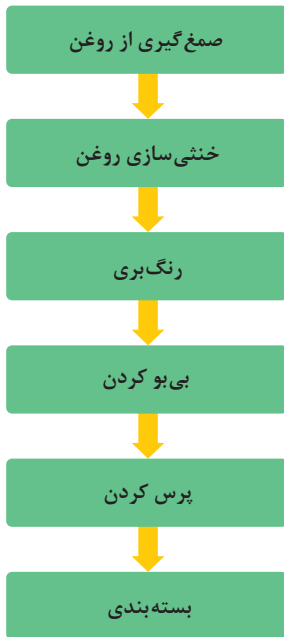 صمغ‌گیری از روغن
خنثی‌سازی روغن
رنگ‌بری
بی‌بو کردن
پرس کردن
بسته‌بندی